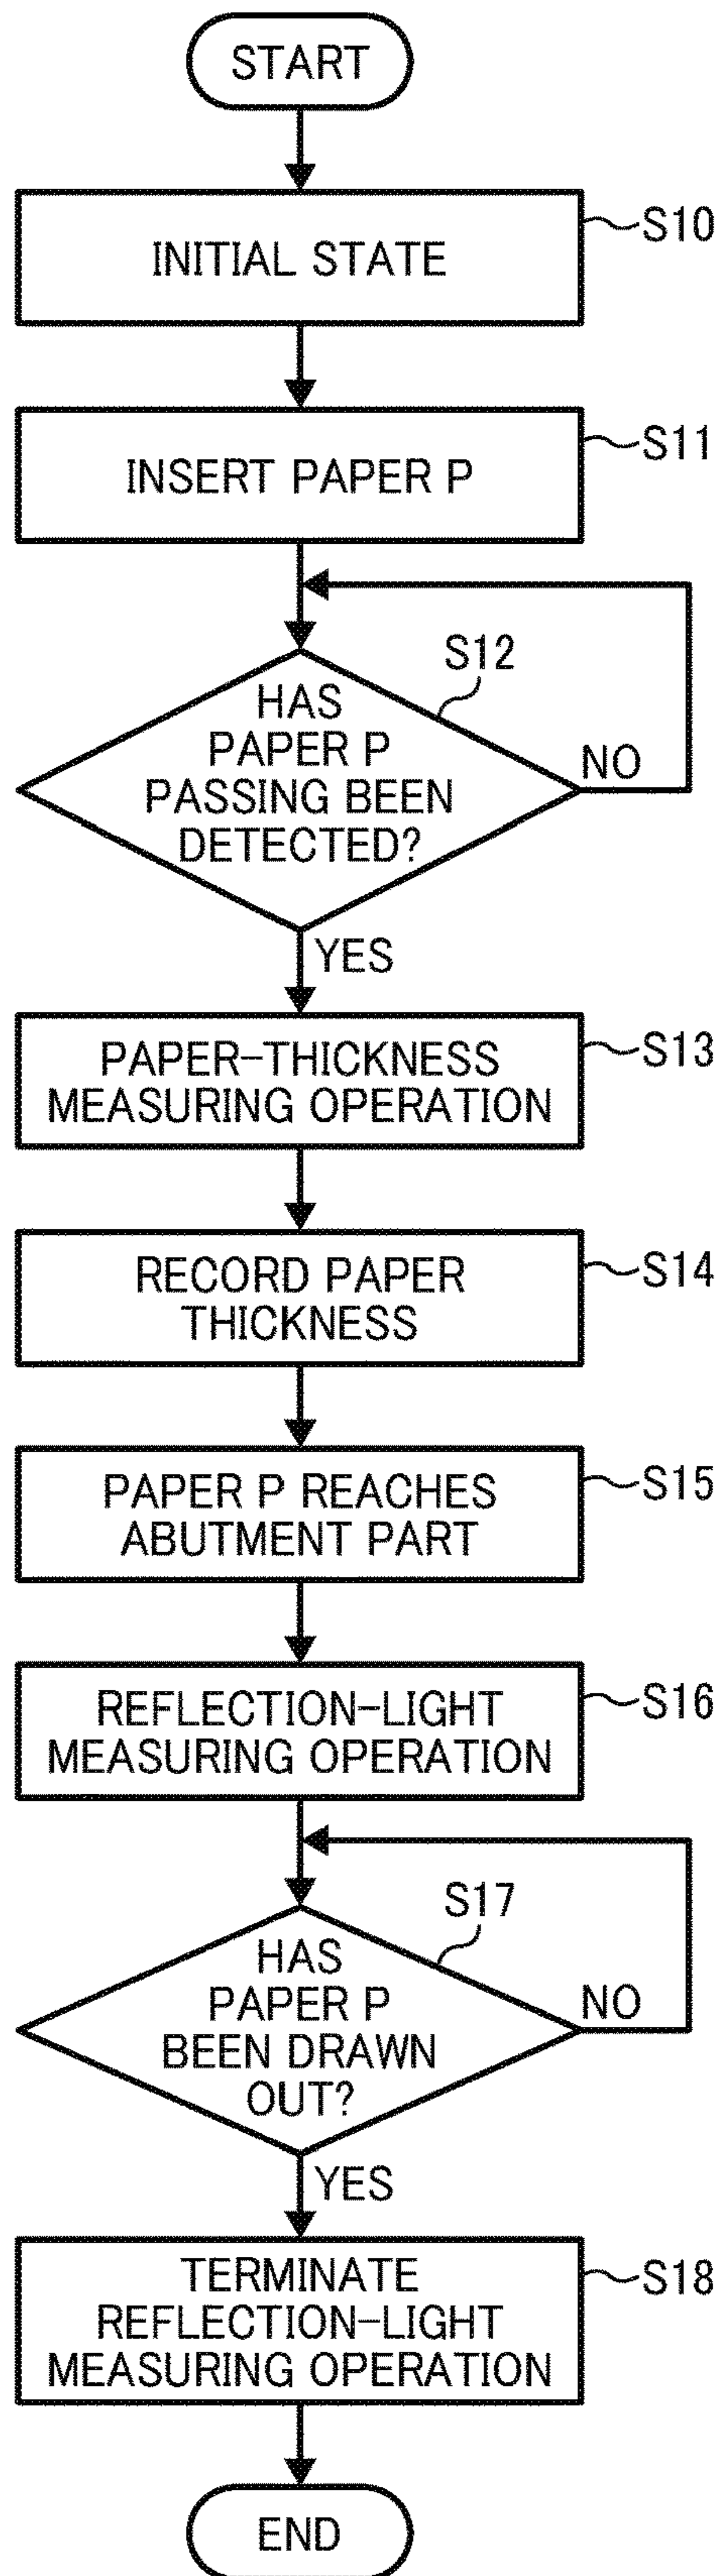 START
INITIAL STATE
S10
INSERT PAPER P
S11
S12
HAS
PAPER P
PASSING BEEN
DETECTED?
NO
YES
PAPER-THICKNESS
MEASURING OPERATION
S13
RECORD PAPER
THICKNESS
S14
PAPER P REACHES
ABUTMENT PART
S15
REFLECTION-LIGHT
MEASURING OPERATION
S16
S17
HAS
PAPER P
BEEN DRAWN
OUT?
NO
YES
TERMINATE
REFLECTION-LIGHT
MEASURING OPERATION
S18
END